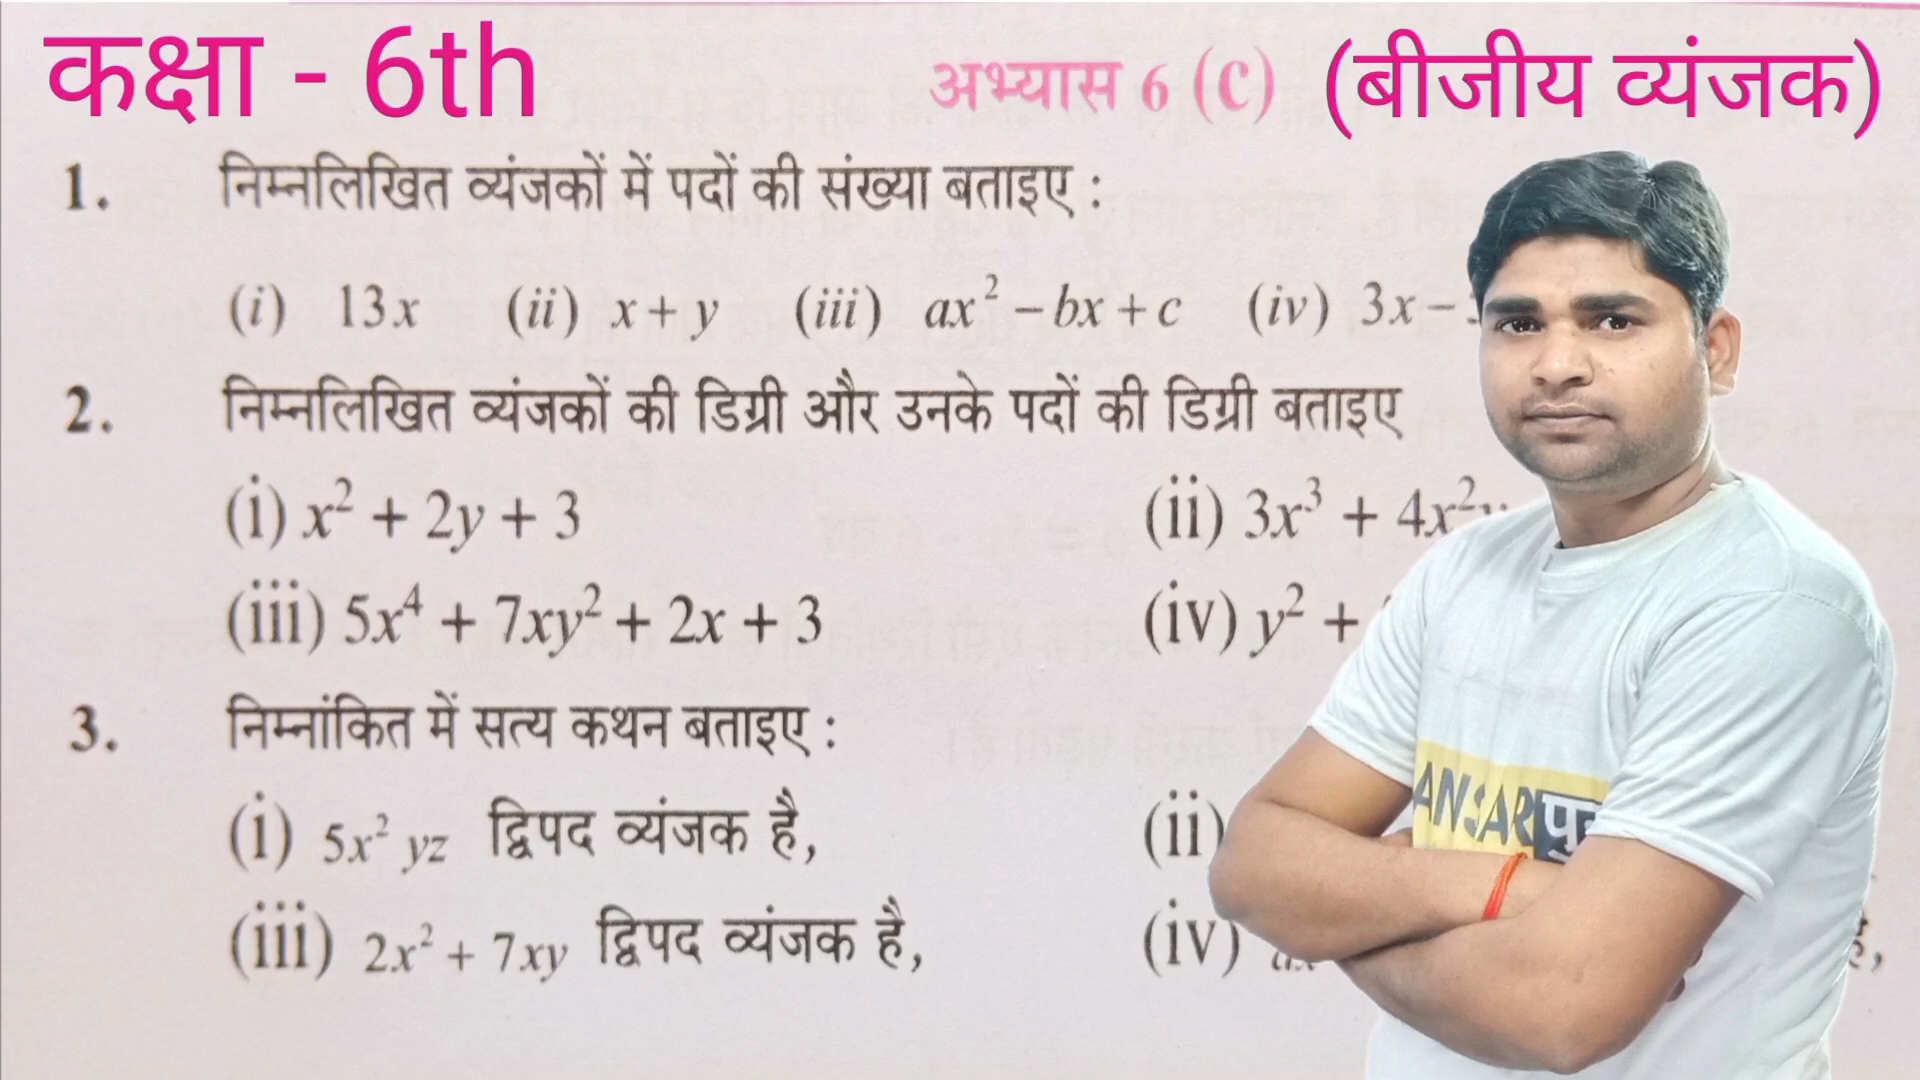 कक्षा - 6th अभ्यास 6 (C) (बीजीय व्यंजक)
1. निम्नलिखित व्यंजकों में पदों की संख्या बताइए :
(i) 13x (ii) x + y (iii) ax² – bx + c (iv) 3x –
2. निम्नलिखित व्यंजकों की डिग्री और उनके पदों की डिग्री बताइए
(i) x² + 2y + 3 (ii) 3x³ + 4x²
(iii) 5x⁴ + 7xy² + 2x + 3 (iv) y² +
3. निम्नांकित में सत्य कथन बताइए :
(i) 5x² yz द्विपद व्यंजक है, (ii)
(iii) 2x² + 7xy द्विपद व्यंजक है, (iv)
ANSAR